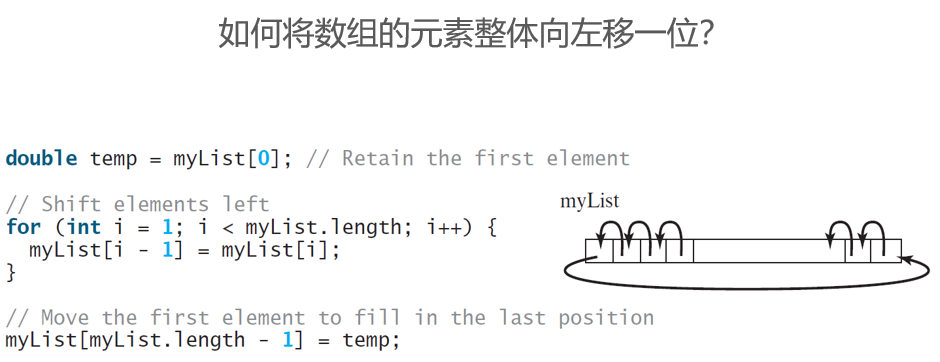 如何将数组的元素整体向左移一位?
double temp = myList[0]; // Retain the first element
// Shift elements left
for (int i = 1; i < myList.length; i++) {
  myList[i - 1] = myList[i];
}
myList
// Move the first element to fill in the last position
myList[myList.length - 1] = temp;